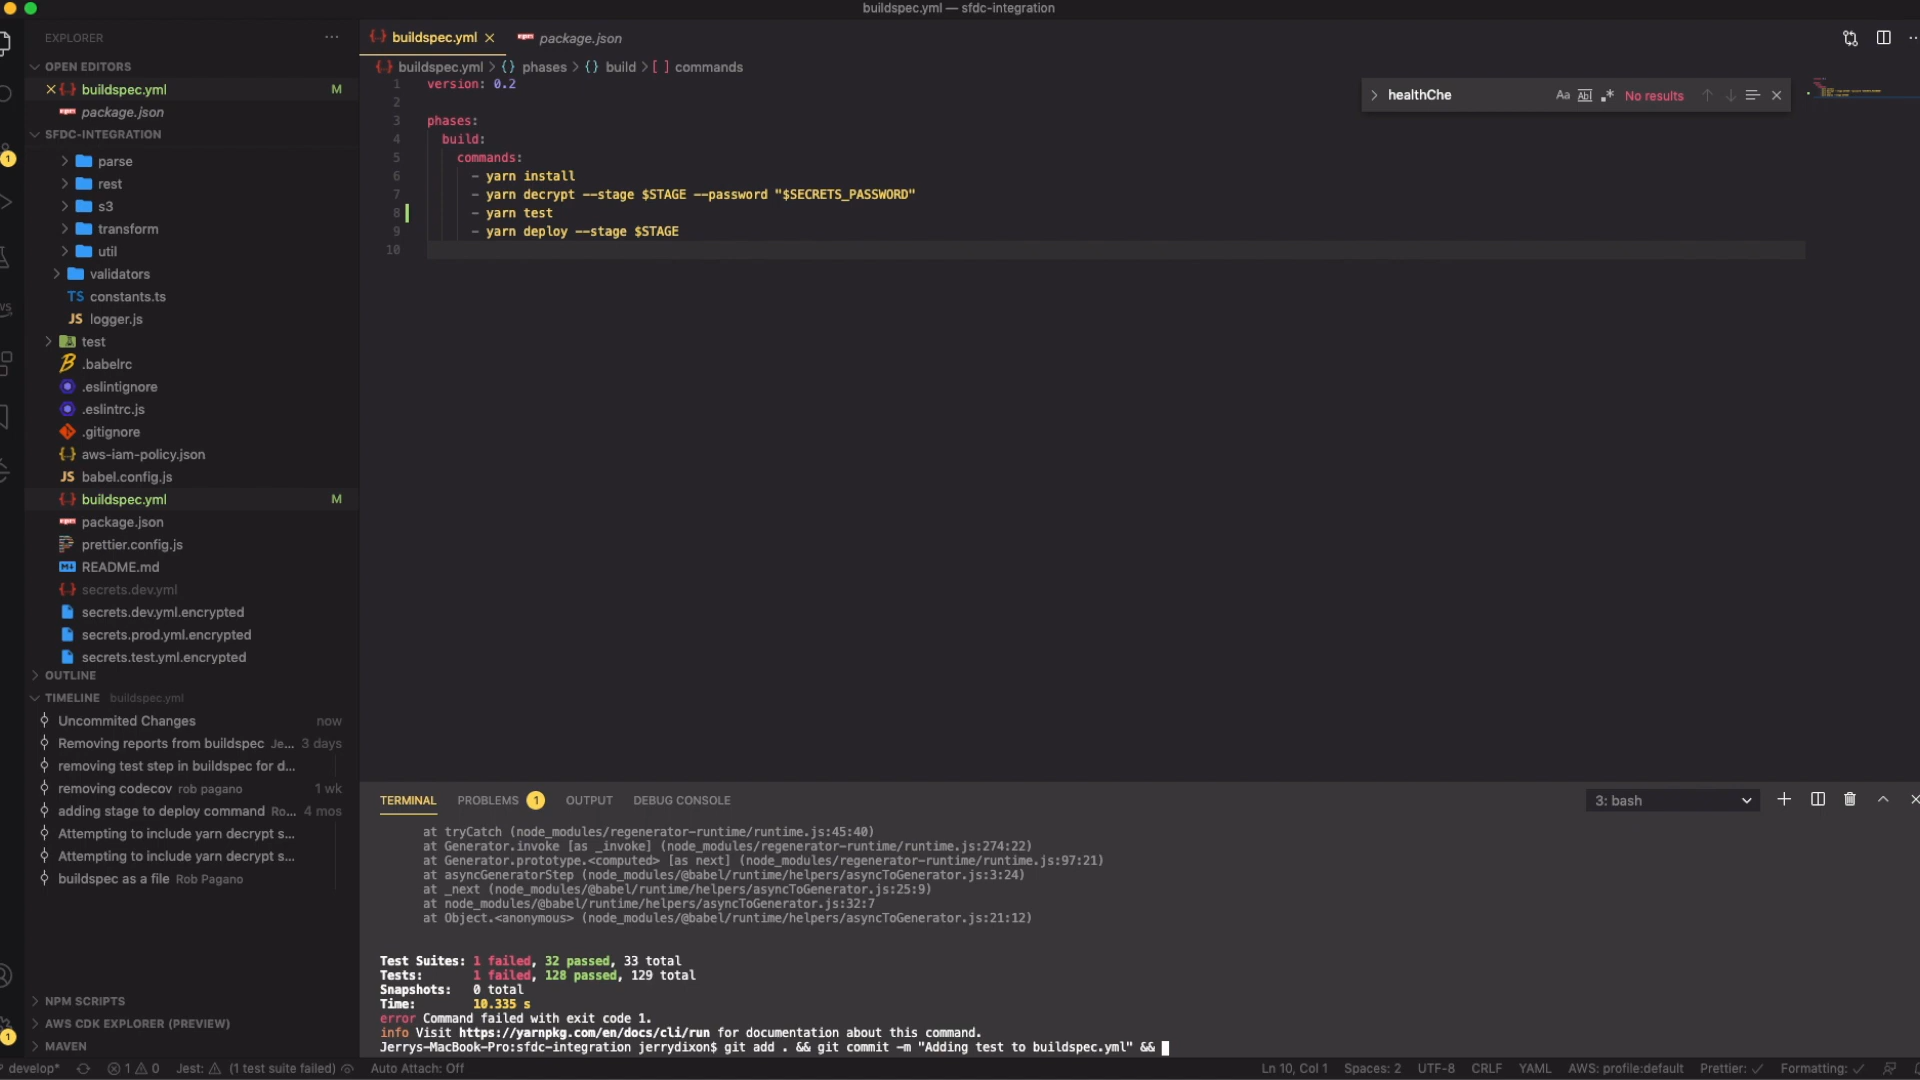 buildspec.yml — sfdc-integration
EXPLORER
OPEN EDITORS
buildspec.yml M
package.json
SFDC-INTEGRATION
parse
rest
s3
transform
util
validators
TS constants.ts
JS logger.js
test
.babelrc
.eslintignore
.eslintrc.js
.gitignore
aws-iam-policy.json
JS babel.config.js
buildspec.yml M
package.json
prettier.config.js
README.md
secrets.dev.yml
secrets.dev.yml.encrypted
secrets.prod.yml.encrypted
secrets.test.yml.encrypted
OUTLINE
TIMELINE buildspec.yml
Uncommited Changes now
Removing reports from buildspec Je... 3 days
removing test step in buildspec for d...
removing codecov rob pagano 1 wk
adding stage to deploy command Ro... 4 mos
Attempting to include yarn decrypt s...
Attempting to include yarn decrypt s...
buildspec as a file Rob Pagano
NPM SCRIPTS
AWS CDK EXPLORER (PREVIEW)
MAVEN
1
1
buildspec.yml
package.json
buildspec.yml > {} phases > {} build > [ ] commands
healthChe Aa Abl .* No results
1 version: 0.2
2
3 phases:
4 build:
5 commands:
6 - yarn install
7 - yarn decrypt --stage $STAGE --password "$SECRETS_PASSWORD"
8 - yarn test
9 - yarn deploy --stage $STAGE
10
TERMINAL PROBLEMS 1 OUTPUT DEBUG CONSOLE 3: bash
at tryCatch (node_modules/regenerator-runtime/runtime.js:45:40)
at Generator.invoke [as _invoke] (node_modules/regenerator-runtime/runtime.js:274:22)
at Generator.prototype.<computed> [as next] (node_modules/regenerator-runtime/runtime.js:97:21)
at asyncGeneratorStep (node_modules/@babel/runtime/helpers/asyncToGenerator.js:3:24)
at _next (node_modules/@babel/runtime/helpers/asyncToGenerator.js:25:9)
at node_modules/@babel/runtime/helpers/asyncToGenerator.js:32:7
at Object.<anonymous> (node_modules/@babel/runtime/helpers/asyncToGenerator.js:21:12)
Test Suites: 1 failed, 32 passed, 33 total
Tests: 1 failed, 128 passed, 129 total
Snapshots: 0 total
Time: 10.335 s
error Command failed with exit code 1.
info Visit https://yarnpkg.com/en/docs/cli/run for documentation about this command.
Jerrys-MacBook-Pro:sfdc-integration jerrydixon$ git add . && git commit -m "Adding test to buildspec.yml" &&
develop* 1 0 Jest: (1 test suite failed) Auto Attach: Off Ln 10, Col 1 Spaces: 2 UTF-8 CRLF YAML AWS: profile:default Prettier: ✓ Formatting: ✓